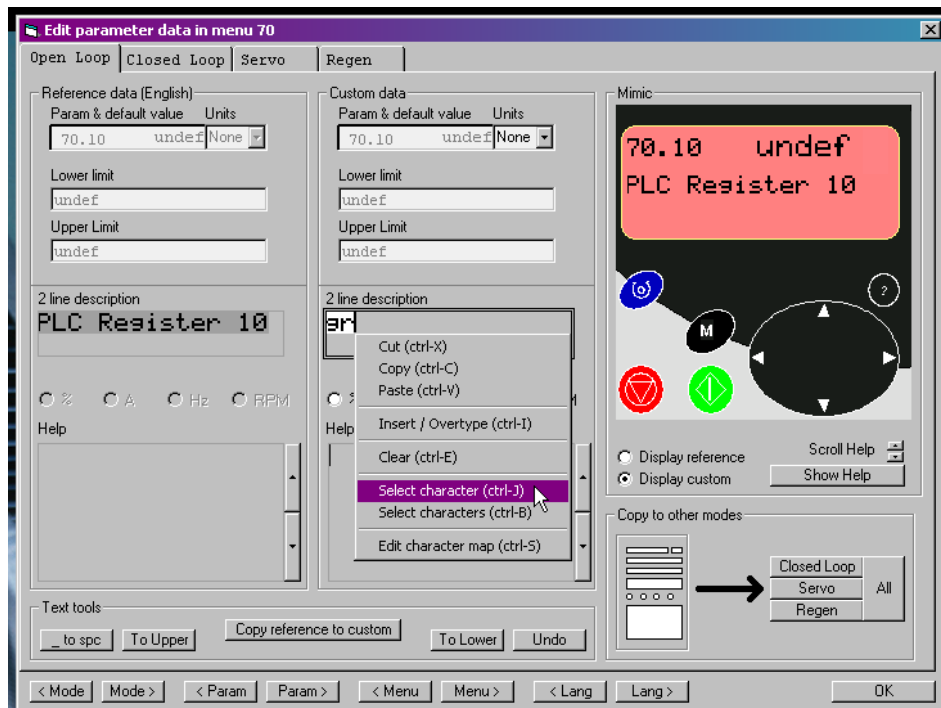 Edit parameter data in menu 70
Open Loop Closed Loop Servo Regen
Reference data (English)
Param & default value Units
70.10 undef None
Lower limit
undef
Upper Limit
undef
2 line description
PLC Register 10
% A Hz RPM
Help
Custom data
Param & default value Units
70.10 undef None
Lower limit
undef
Upper Limit
undef
2 line description
gr
Help
Cut (ctrl-X)
Copy (ctrl-C)
Paste (ctrl-V)
Insert / Overtype (ctrl-I)
Clear (ctrl-E)
Select character (ctrl-J)
Select characters (ctrl-B)
Edit character map (ctrl-S)
Mimic
70.10 undef
PLC Register 10
?
M
Display reference
Display custom
Scroll Help
Show Help
Copy to other modes
Closed Loop
Servo
Regen
All
Text tools
_ to spc To Upper Copy reference to custom To Lower Undo
< Mode Mode > < Param Param > < Menu Menu > < Lang Lang > OK